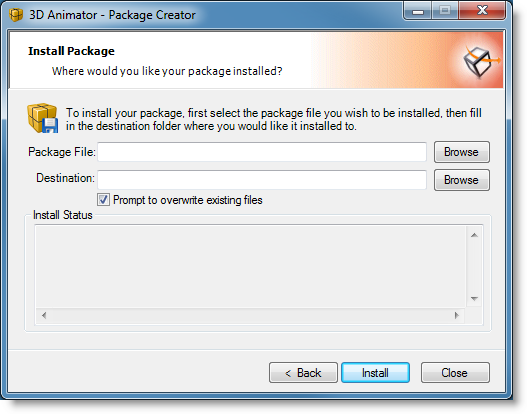 3D Animator - Package Creator
Install Package
Where would you like your package installed?
To install your package, first select the package file you wish to be installed, then fill
in the destination folder where you would like it installed to.
Package File:
Browse
Destination:
Browse
Prompt to overwrite existing files
Install Status
< Back
Install
Close